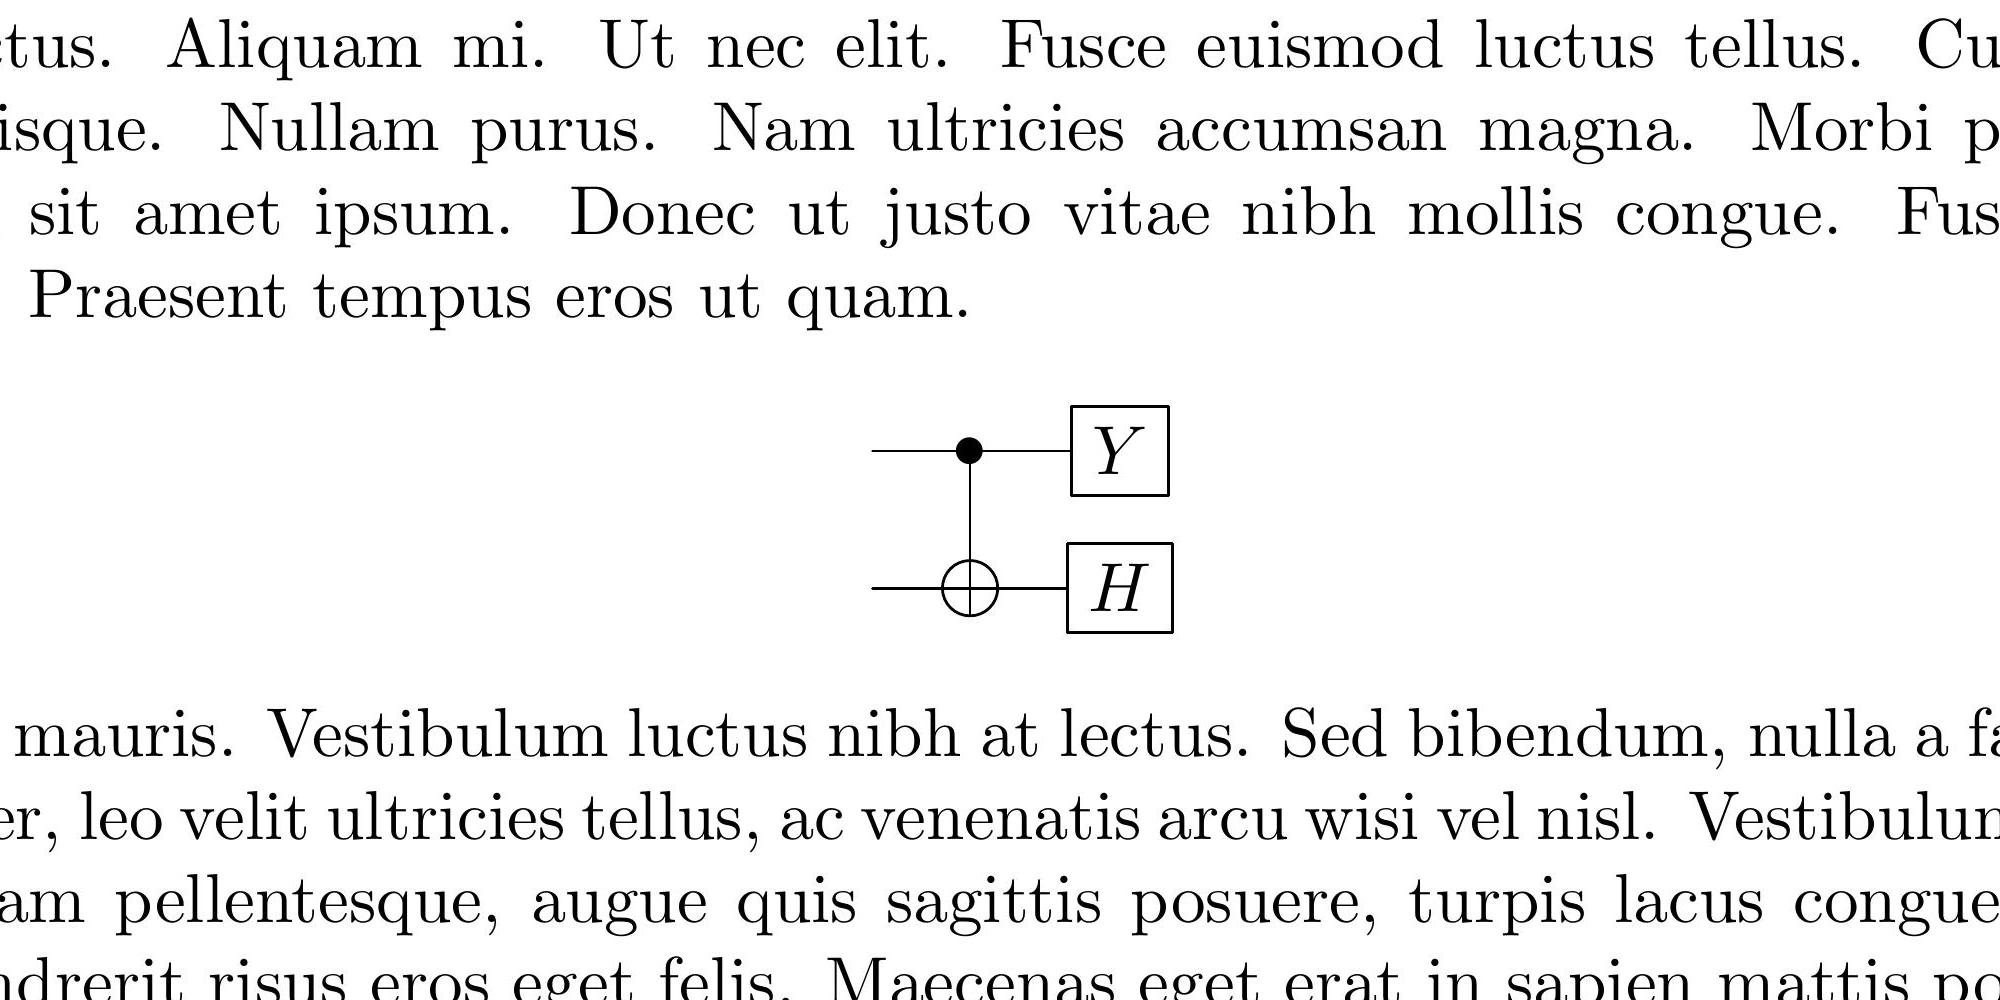 ctus. Aliquam mi. Ut nec elit. Fusce euismod luctus tellus. Cu
isque. Nullam purus. Nam ultricies accumsan magna. Morbi p
sit amet ipsum. Donec ut justo vitae nibh mollis congue. Fus
Praesent tempus eros ut quam.
Y
H
mauris. Vestibulum luctus nibh at lectus. Sed bibendum, nulla a fa
er, leo velit ultricies tellus, ac venenatis arcu wisi vel nisl. Vestibulum
am pellentesque, augue quis sagittis posuere, turpis lacus congue
ndrerit risus eros eget felis. Maecenas eget erat in sapien mattis po